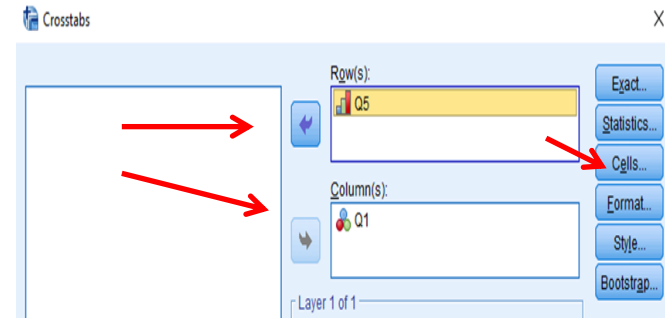 Crosstabs
Row(s):
Q5
Column(s):
Q1
Layer 1 of 1
Exact...
Statistics...
Cells...
Format...
Style...
Bootstrap...